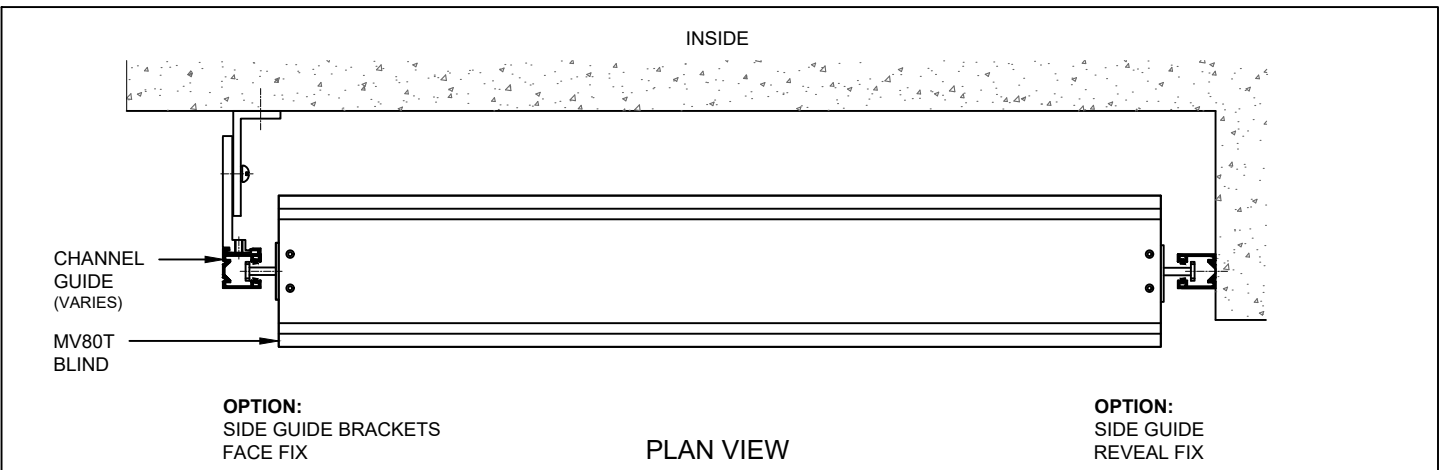 INSIDE
CHANNEL
GUIDE
(VARIES)
MV80T
BLIND
OPTION:
SIDE GUIDE BRACKETS
FACE FIX
PLAN VIEW
OPTION:
SIDE GUIDE
REVEAL FIX